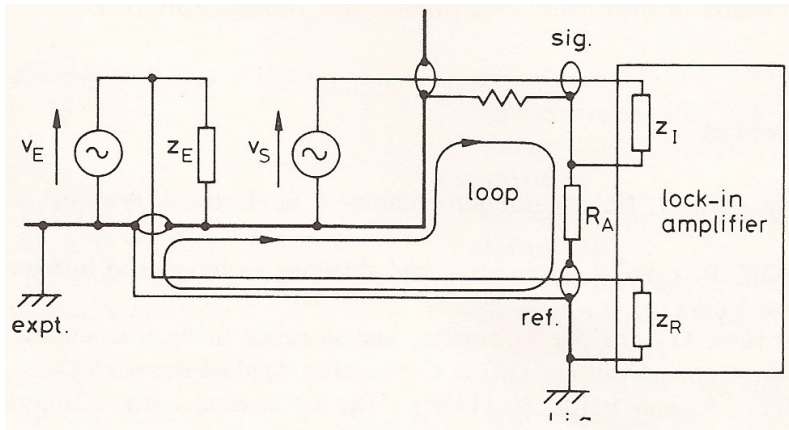 sig.
v_E
z_E
v_S
z_I
loop
R_A
lock-in
amplifier
expt.
ref.
z_R